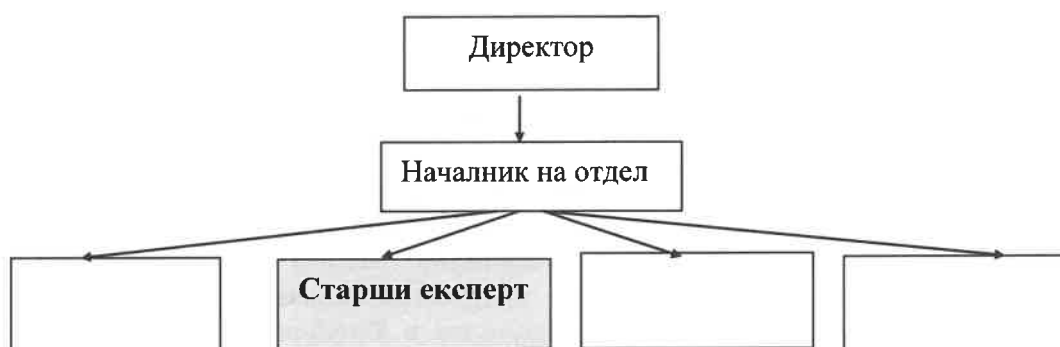 Директор
Началник на отдел
Старши експерт